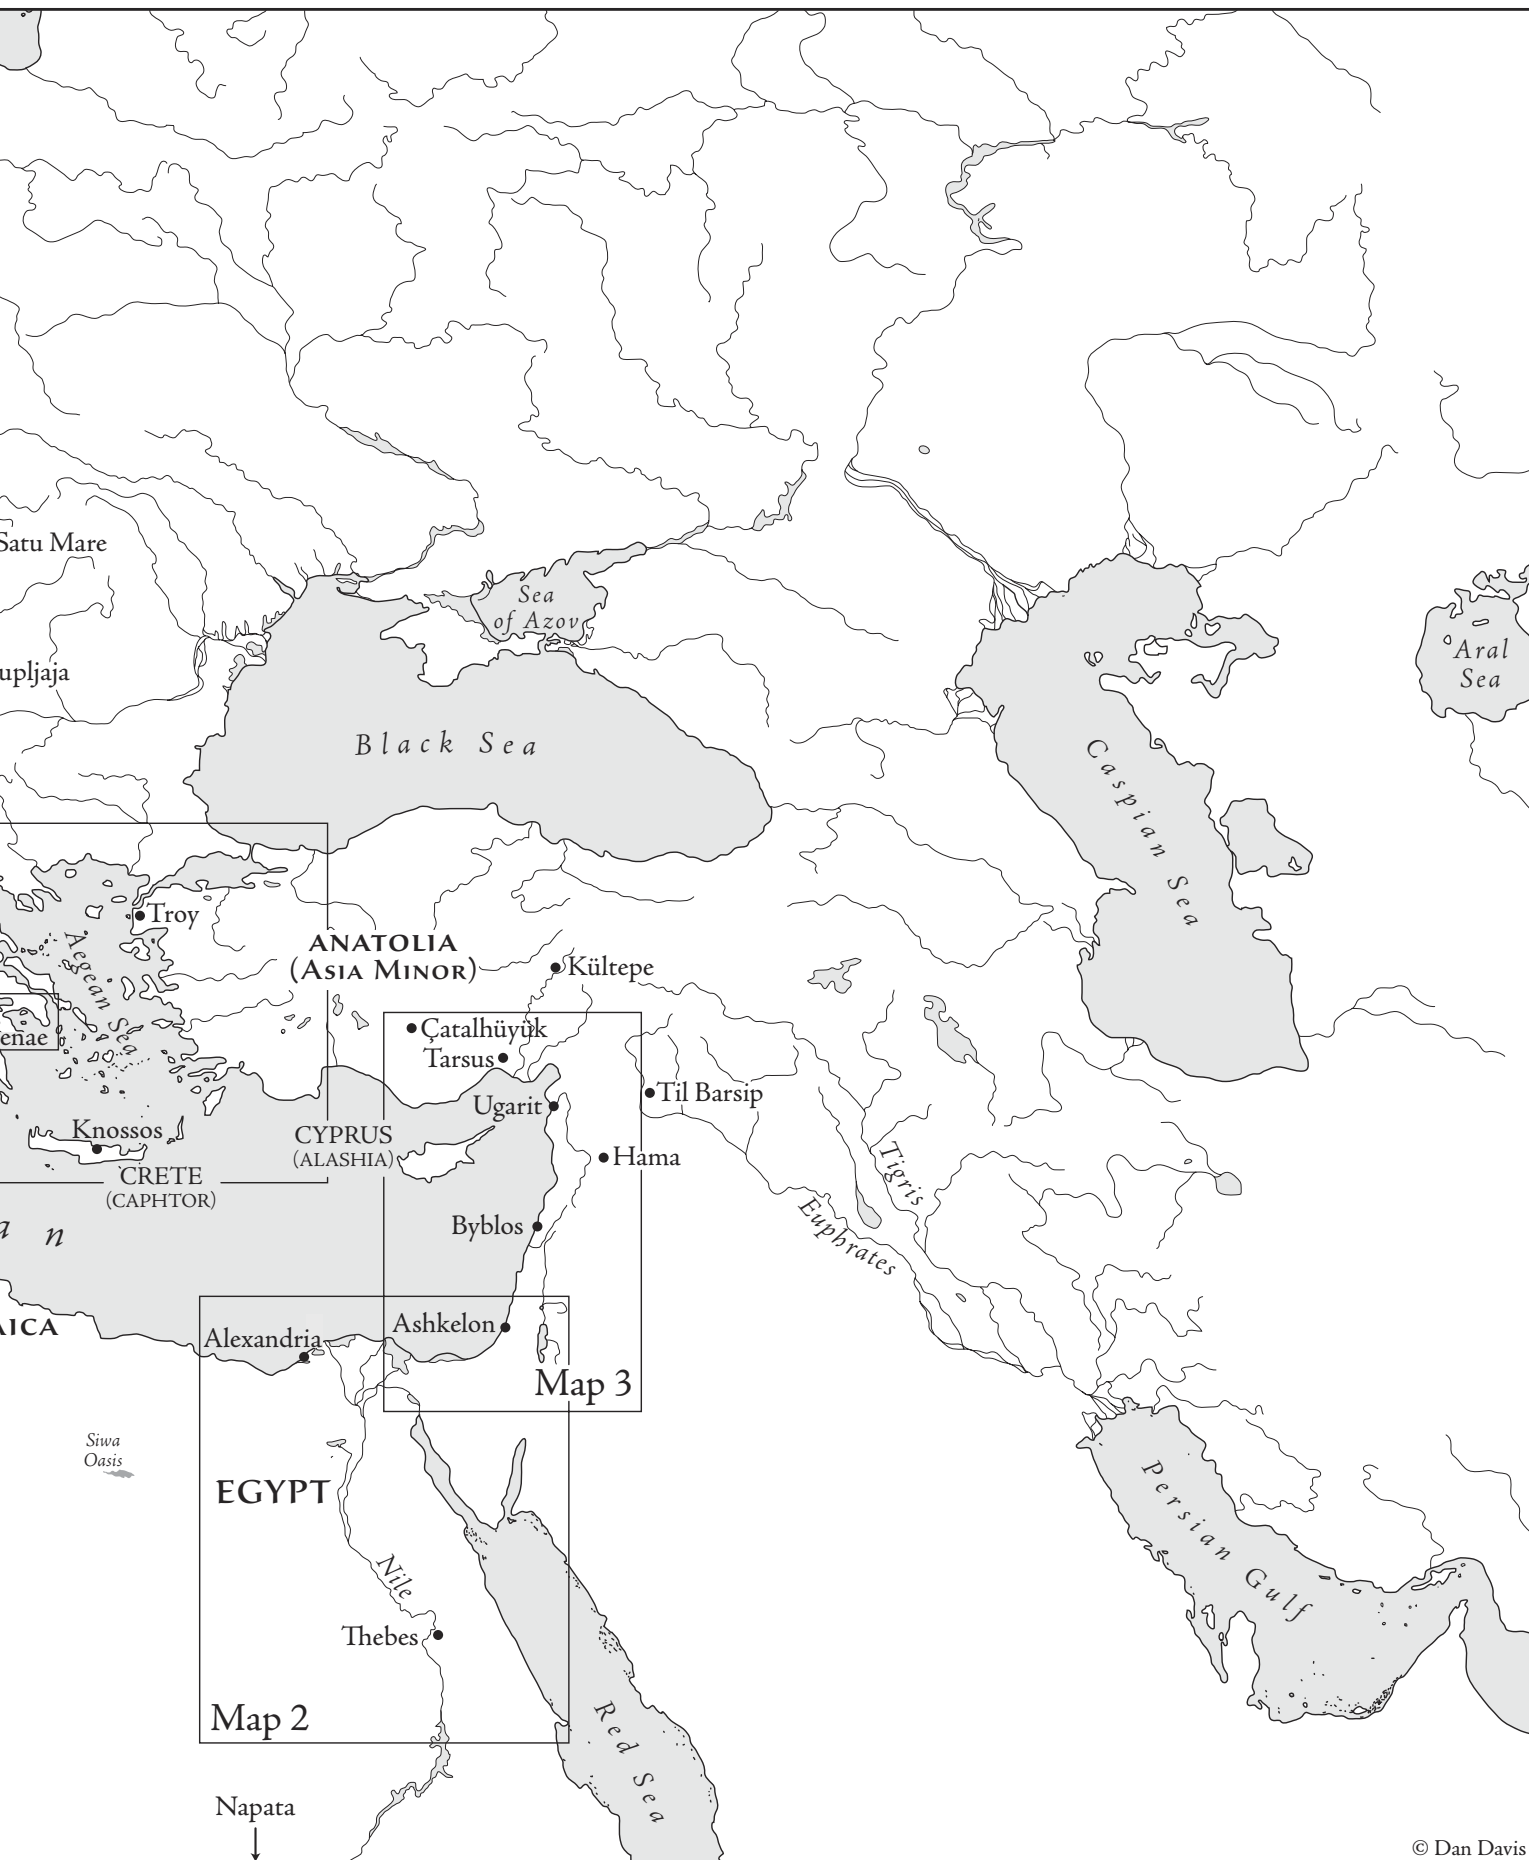 Satu Mare
Sea
of Azov
Aral
Sea
upljaja
Black Sea
Caspian Sea
Troy
ANATOLIA
(ASIA MINOR)
Aegean Sea
Kültepe
enae
Çatalhüyük
Tarsus
Til Barsip
Ugarit
Knossos
CYPRUS
(ALASHIA)
Hama
Tigris
CRETE
(CAPHTOR)
Byblos
Euphrates
a n
AICA
Alexandria
Ashkelon
Map 3
Siwa
Oasis
EGYPT
Persian Gulf
Nile
Thebes
Map 2
Red Sea
Napata
© Dan Davis